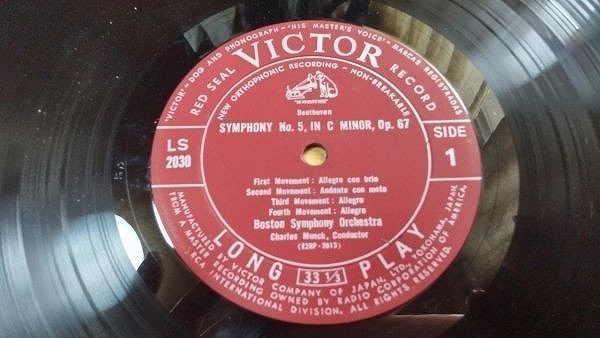 "VICTOR" - DOG AND PHONOGRAPH - "HIS MASTER'S VOICE" - MARCAS REGISTRADAS
RED SEAL VICTOR RECORD
NEW ORTHOPHONIC RECORDING - NON-BREAKABLE
"HIS MASTER'S VOICE"
Beethoven
SYMPHONY No. 5, IN C MINOR, Op. 67
LS
2030
SIDE
1
First Movement: Allegro con brio
Second Movement: Andante con moto
Third Movement: Allegro
Fourth Movement: Allegro
Boston Symphony Orchestra
Charles Munch, Conductor
(E2RP-3613)
LONG 33 1/3 PLAY
MANUFACTURED BY VICTOR COMPANY OF JAPAN, LTD., YOKOHAMA, JAPAN,
FROM A MASTER RECORDING OWNED BY RADIO CORPORATION OF AMERICA.
RCA INTERNATIONAL DIVISION. ALL RIGHTS RESERVED.